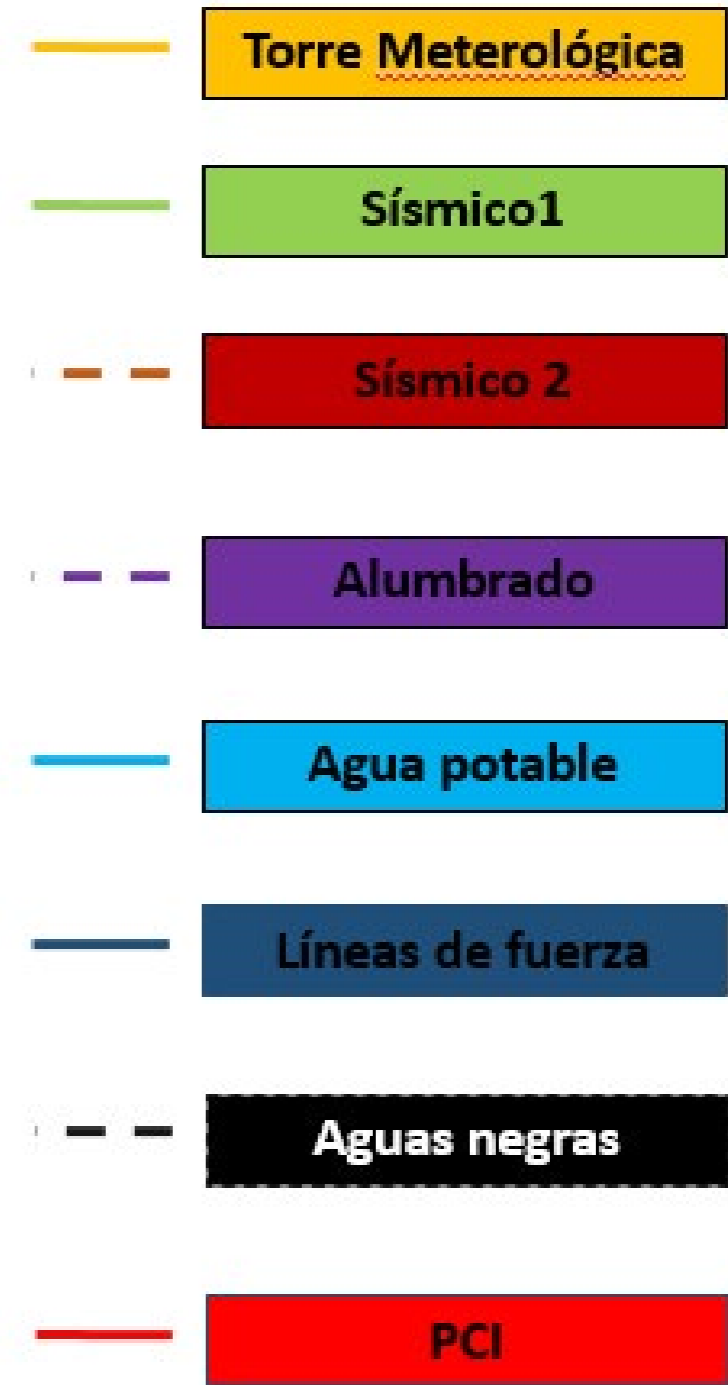 Torre Meterológica
Sísmico1
Sísmico 2
Alumbrado
Agua potable
Líneas de fuerza
Aguas negras
PCI